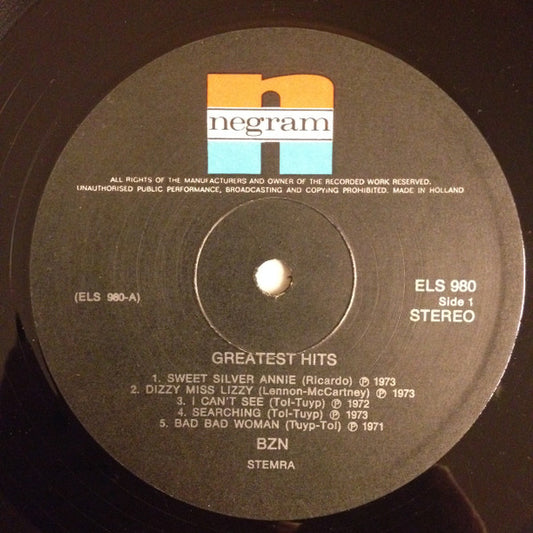 negram
ALL RIGHTS OF THE MANUFACTURERS AND OWNER OF THE RECORDED WORK RESERVED.
UNAUTHORISED PUBLIC PERFORMANCE, BROADCASTING AND COPYING PROHIBITED. MADE IN HOLLAND
(ELS 980-A)
ELS 980
Side 1
STEREO
GREATEST HITS
1. SWEET SILVER ANNIE (Ricardo) ℗ 1973
2. DIZZY MISS LIZZY (Lennon-McCartney) ℗ 1973
3. I CAN'T SEE (Tol-Tuyp) ℗ 1972
4. SEARCHING (Tol-Tuyp) ℗ 1973
5. BAD BAD WOMAN (Tuyp-Tol) ℗ 1971
BZN
STEMRA